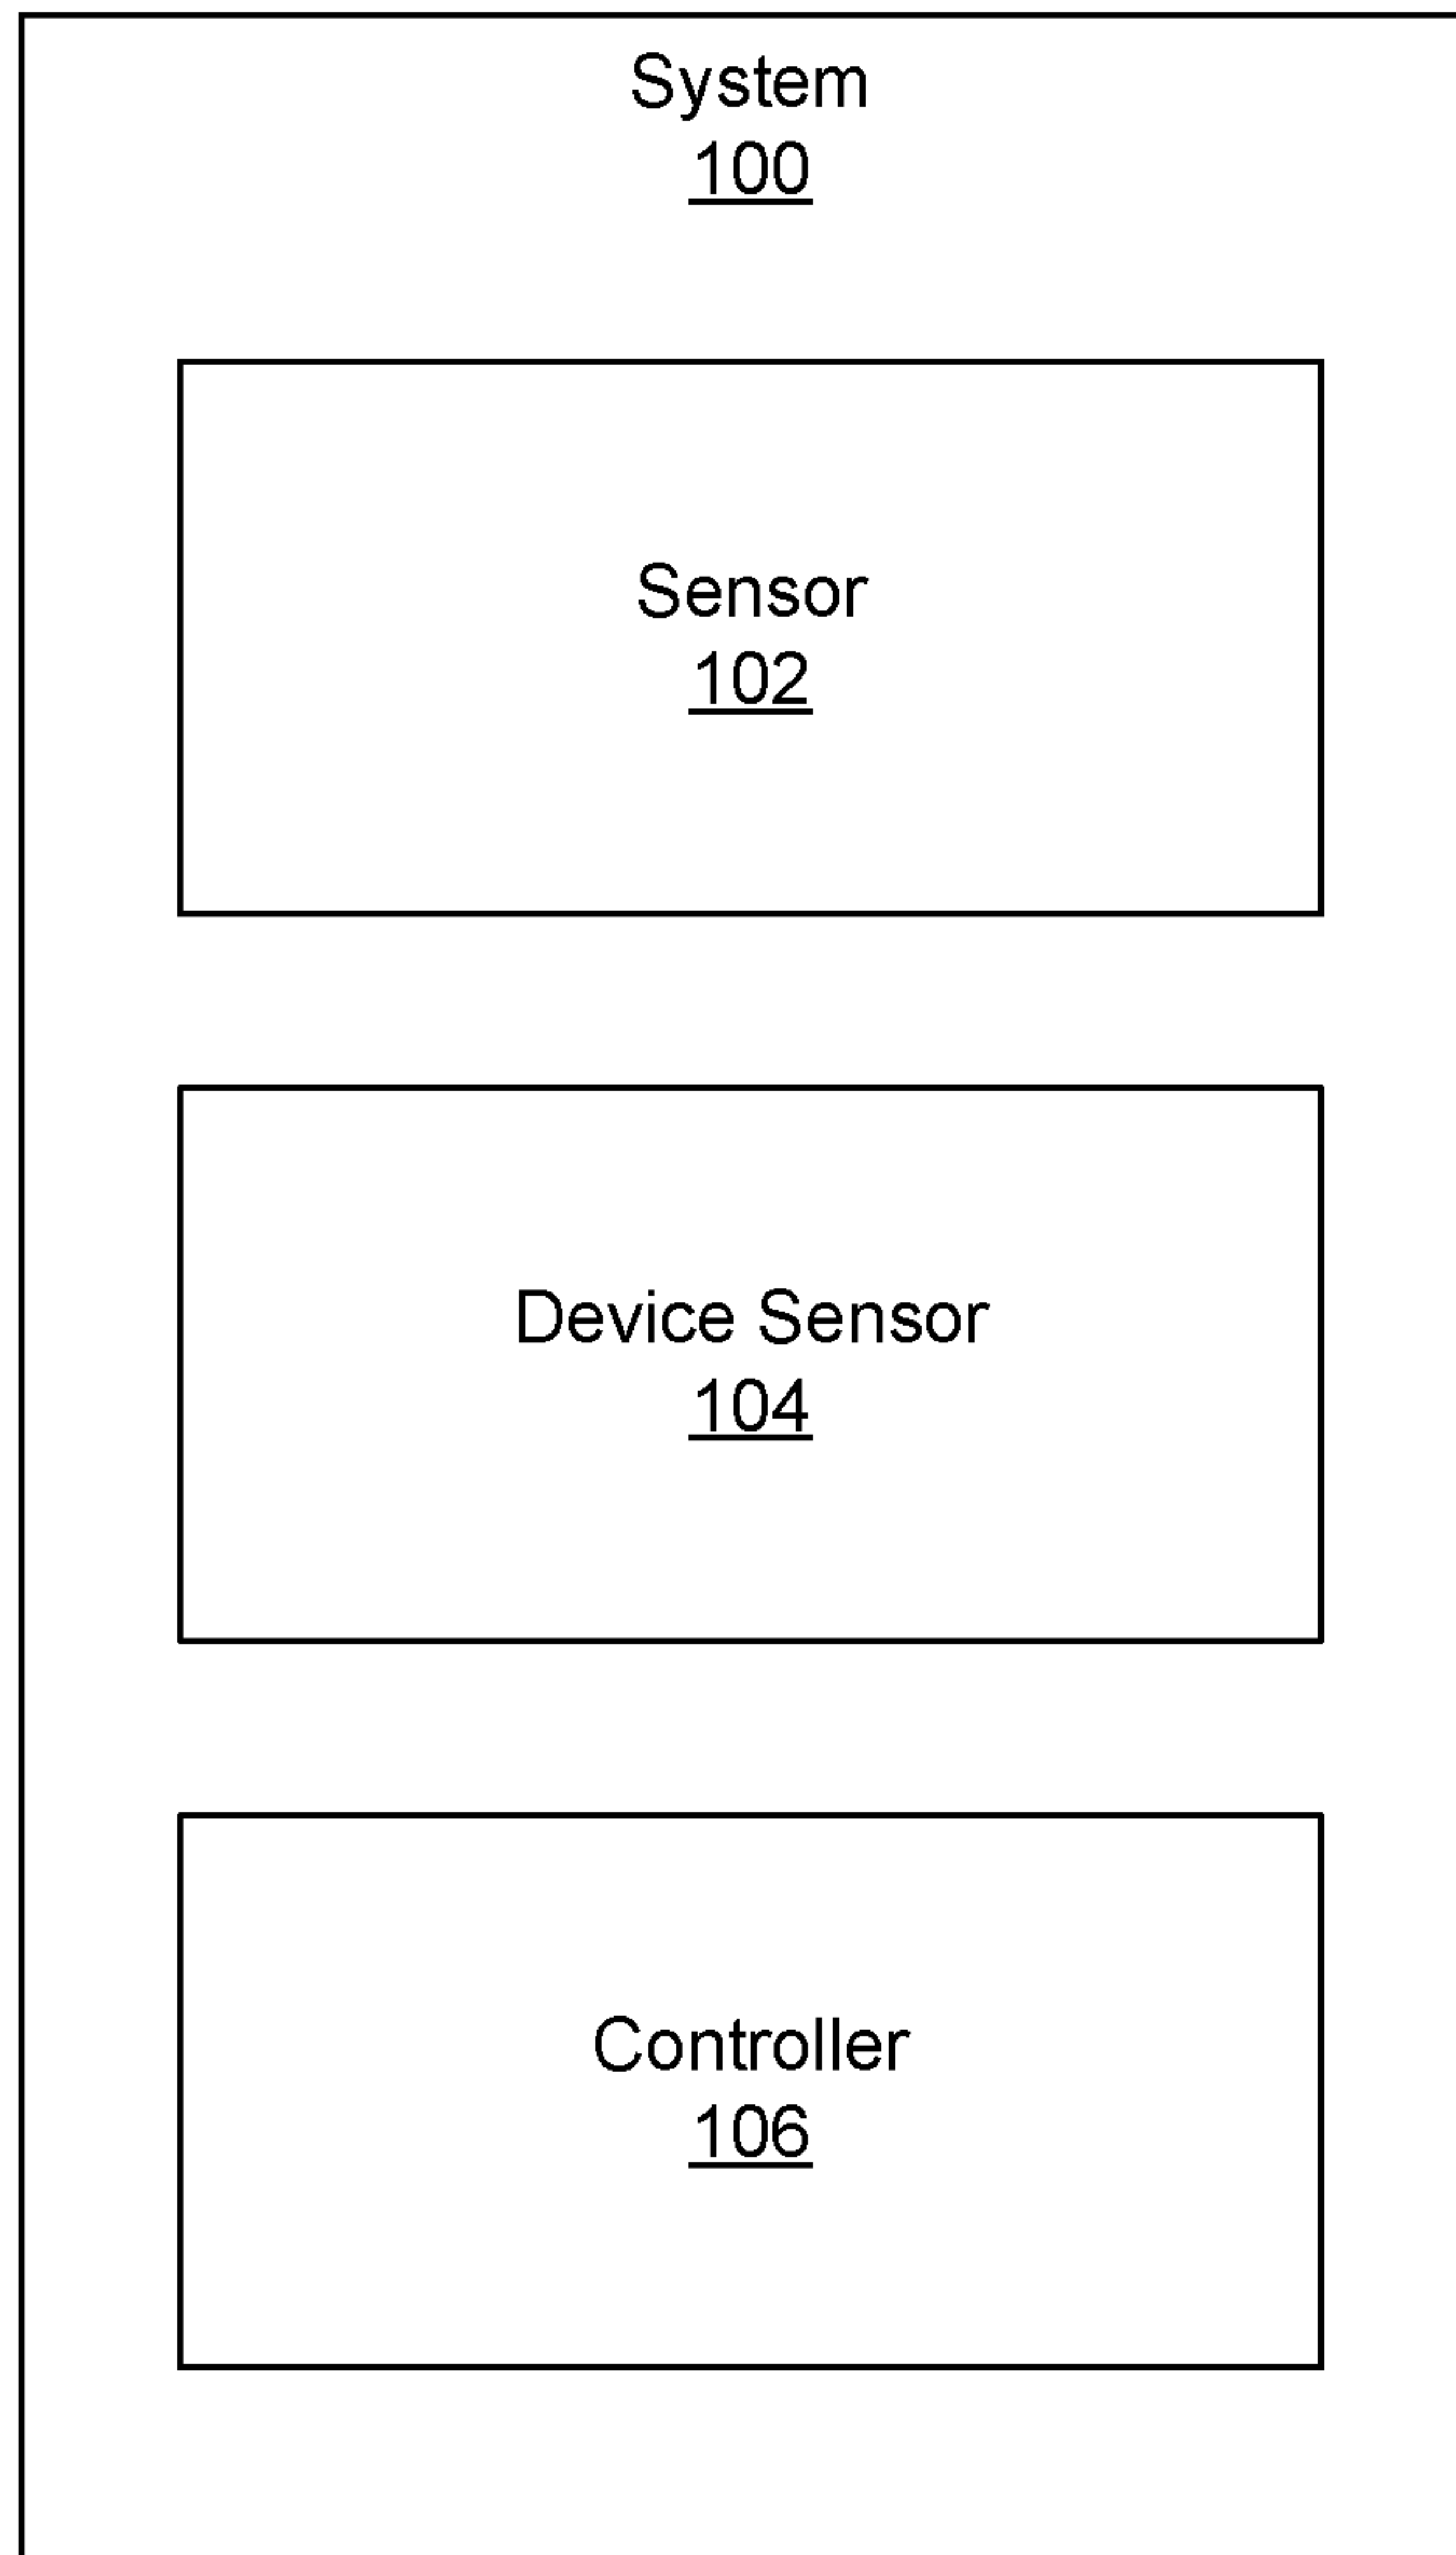 System
100
Sensor
102
Device Sensor
104
Controller
106